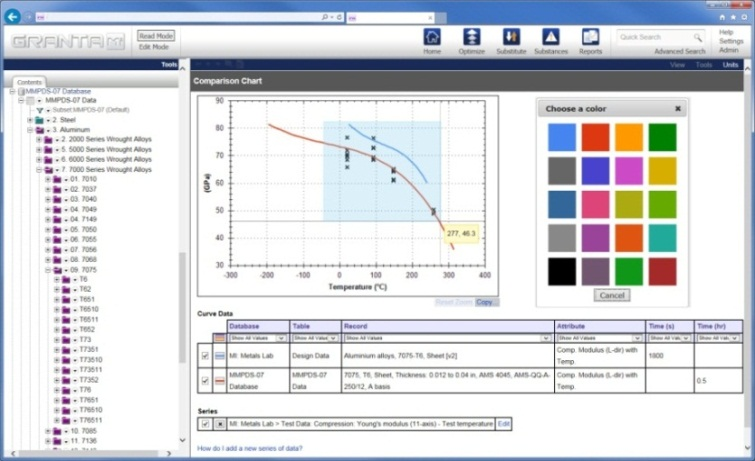 GRANTA MI
Read Mode
Edit Mode
Home
Optimize
Substitute
Substances
Reports
Quick Search
Advanced Search
Help
Settings
Admin
Tools
View
Tools
Units
Contents
MMPDS-07 Database
MMPDS-07 Data
Subset MMPDS-07 (Default)
2. Steel
3. Aluminum
2. 2000 Series Wrought Alloys
5. 5000 Series Wrought Alloys
6. 6000 Series Wrought Alloys
7. 7000 Series Wrought Alloys
01. 7010
02. 7037
03. 7040
04. 7049
04. 7149
05. 7050
06. 7055
07. 7056
08. 7068
09. 7075
T6
T62
T651
T6510
T6511
T652
T73
T7351
T73510
T73511
T7352
T76
T7651
T76510
T76511
10. 7085
11. 7136
Comparison Chart
(GPa)
90
80
70
60
50
40
30
-300
-200
-100
0
100
200
300
400
Temperature (°C)
277, 46.3
Reset Zoom
Copy...
Choose a color
Cancel
Curve Data
Database
Table
Record
Attribute
Time (s)
Time (hr)
Show All Values
Show All Values
Show All Values
Show All Values
MI: Metals Lab
Design Data
Aluminium alloys, 7075-T6, Sheet [v2]
Comp. Modulus (L-dir) with
Temp.
1800
MMPDS-07
Database
MMPDS-07
Data
7075, T6, Sheet, Thickness: 0.012 to 0.04 in, AMS 4045, AMS-QQ-A-
250/12, A basis
Comp. Modulus (L-dir) with
Temp.
0.5
Series
MI: Metals Lab > Test Data: Compression: Young's modulus (11-axis) - Test temperature
Edit
How do I add a new series of data?